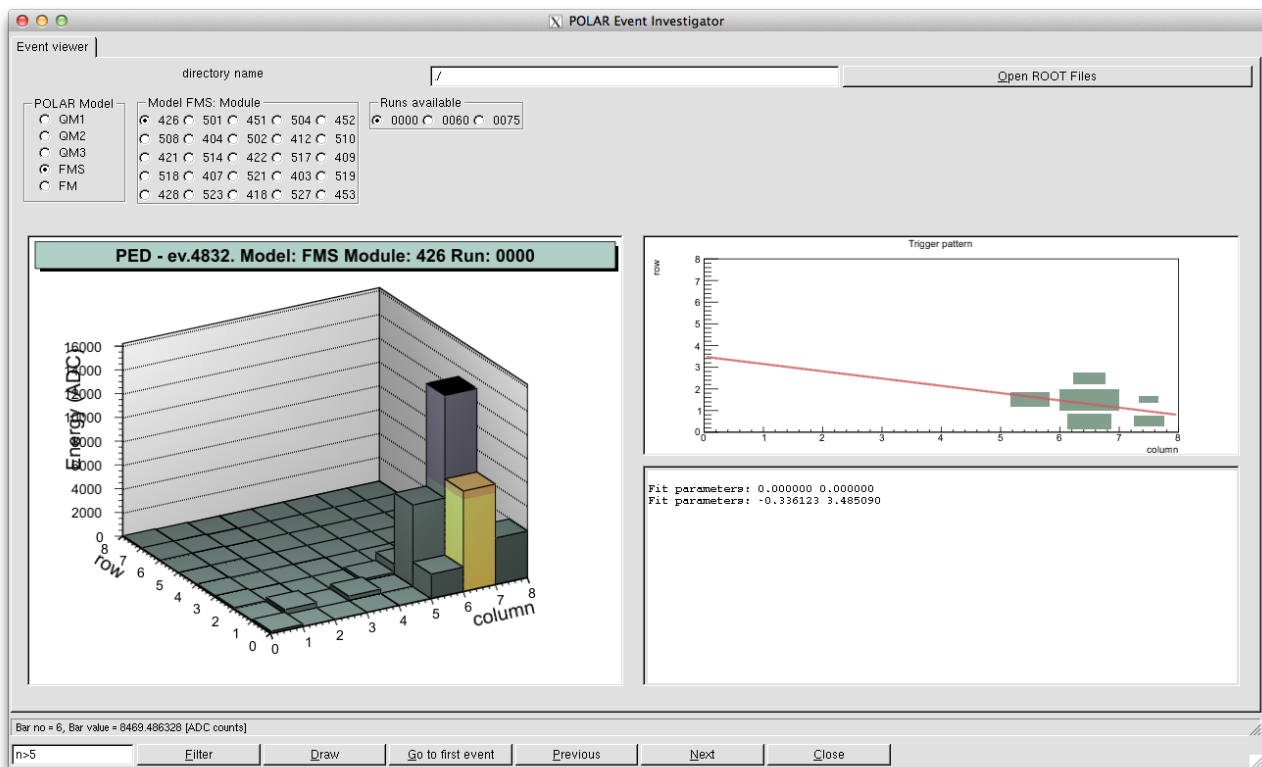 POLAR Event Investigator
Event viewer
directory name ./ Open ROOT Files
POLAR Model
QM1
QM2
QM3
FMS
FM
Model FMS: Module
426 501 451 504 452
508 404 502 412 510
421 514 422 517 409
518 407 521 403 519
428 523 418 527 453
Runs available
0000 0060 0075
PED - ev.4832. Model: FMS Module: 426 Run: 0000
Energy (ADC)
16000
14000
12000
10000
8000
6000
4000
2000
0
row
8
7
6
5
4
3
2
1
0
0 1 2 3 4 5 6 7 8
column
Trigger pattern
row
8
7
6
5
4
3
2
1
0
0 1 2 3 4 5 6 7 8
column
Fit parameters: 0.000000 0.000000
Fit parameters: -0.336123 3.485090
Bar no = 6, Bar value = 8469.486328 [ADC counts]
n>5 Filter Draw Go to first event Previous Next Close